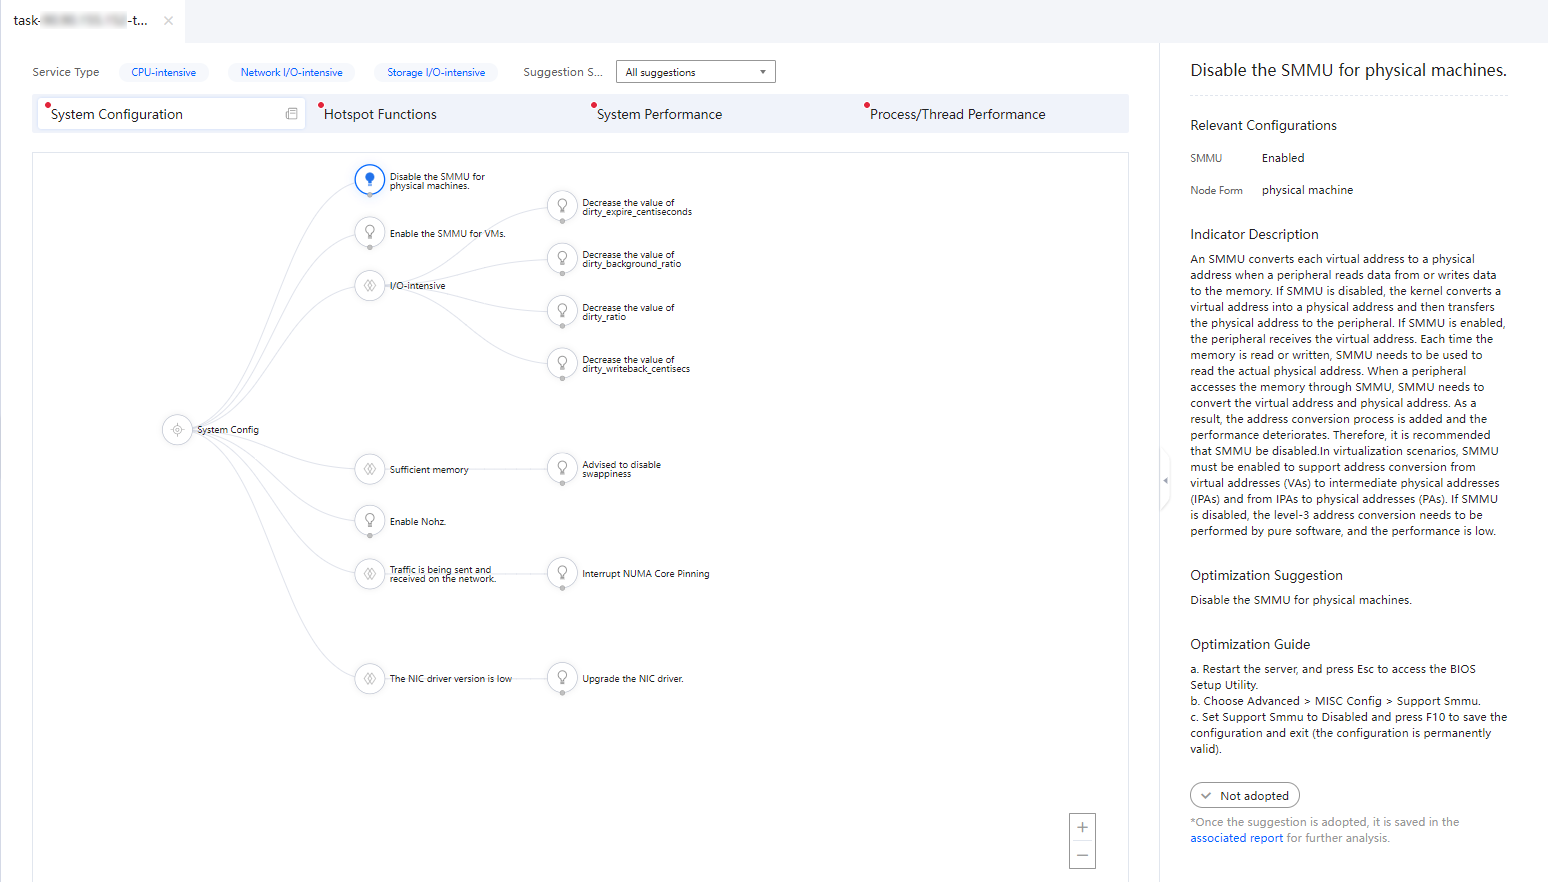 task-
-t...
Service Type
CPU-intensive
Network I/O-intensive
Storage I/O-intensive
Suggestion S...
All suggestions
System Configuration
Hotspot Functions
System Performance
Process/Thread Performance
Disable the SMMU for
physical machines.
Enable the SMMU for VMs.
I/O-intensive
Decrease the value of
dirty_expire_centiseconds
Decrease the value of
dirty_background_ratio
Decrease the value of
dirty_ratio
Decrease the value of
dirty_writeback_centisecs
System Config
Sufficient memory
Advised to disable
swappiness
Enable Nohz.
Traffic is being sent and
received on the network.
Interrupt NUMA Core Pinning
The NIC driver version is low
Upgrade the NIC driver.
Disable the SMMU for physical machines.
Relevant Configurations
SMMU Enabled
Node Form physical machine
Indicator Description
An SMMU converts each virtual address to a physical
address when a peripheral reads data from or writes data
to the memory. If SMMU is disabled, the kernel converts a
virtual address into a physical address and then transfers
the physical address to the peripheral. If SMMU is enabled,
the peripheral receives the virtual address. Each time the
memory is read or written, SMMU needs to be used to
read the actual physical address. When a peripheral
accesses the memory through SMMU, SMMU needs to
convert the virtual address and physical address. As a
result, the address conversion process is added and the
performance deteriorates. Therefore, it is recommended
that SMMU be disabled.In virtualization scenarios, SMMU
must be enabled to support address conversion from
virtual addresses (VAs) to intermediate physical addresses
(IPAs) and from IPAs to physical addresses (PAs). If SMMU
is disabled, the level-3 address conversion needs to be
performed by pure software, and the performance is low.
Optimization Suggestion
Disable the SMMU for physical machines.
Optimization Guide
a. Restart the server, and press Esc to access the BIOS
Setup Utility.
b. Choose Advanced > MISC Config > Support Smmu.
c. Set Support Smmu to Disabled and press F10 to save the
configuration and exit (the configuration is permanently
valid).
Not adopted
*Once the suggestion is adopted, it is saved in the
associated report for further analysis.